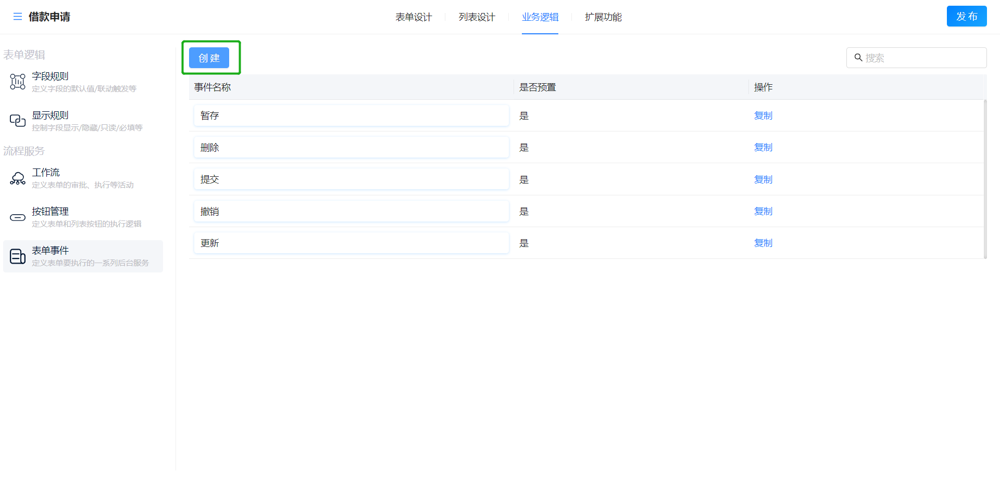 借款申请
表单设计 列表设计 业务逻辑 扩展功能
发 布
表单逻辑
字段规则
定义字段的默认值/联动触发等
显示规则
控制字段显示/隐藏/只读/必填等
流程服务
工作流
定义表单的审批、执行等活动
按钮管理
定义表单和列表按钮的执行逻辑
表单事件
定义表单要执行的一系列后台服务
创 建
搜索
事件名称 是否预置 操作
暂存 是 复制
删除 是 复制
提交 是 复制
撤销 是 复制
更新 是 复制